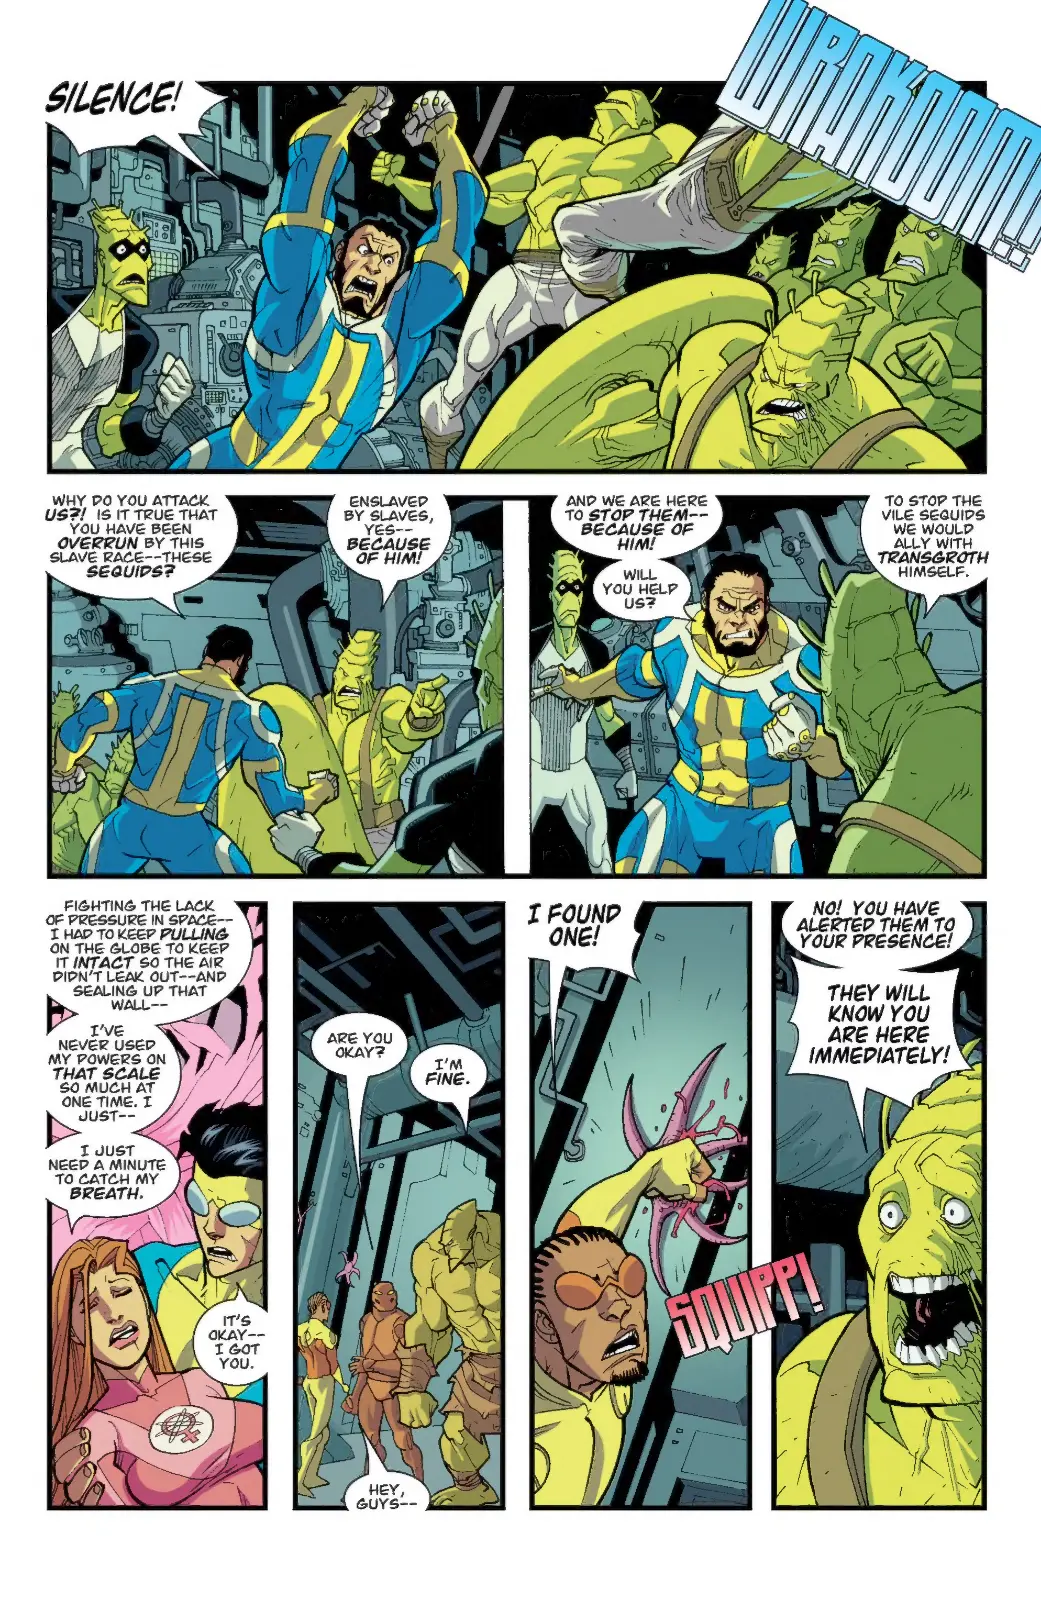 SILENCE!
WROKOOM!!
WHY DO YOU ATTACK
US?! IS IT TRUE THAT
YOU HAVE BEEN
OVERRUN BY THIS
SLAVE RACE--THESE
SEQUIDS?
ENSLAVED
BY SLAVES,
YES--
BECAUSE
OF HIM!
AND WE ARE HERE
TO STOP THEM--
BECAUSE OF
HIM!
WILL
YOU HELP
US?
TO STOP THE
VILE SEQUIDS
WE WOULD
ALLY WITH
TRANSGROTH
HIMSELF.
FIGHTING THE LACK
OF PRESSURE IN SPACE--
I HAD TO KEEP PULLING
ON THE GLOBE TO KEEP
IT INTACT SO THE AIR
DIDN'T LEAK OUT--AND
SEALING UP THAT
WALL--
I'VE
NEVER USED
MY POWERS ON
THAT SCALE
SO MUCH AT
ONE TIME. I
JUST--
I JUST
NEED A MINUTE
TO CATCH MY
BREATH.
IT'S
OKAY--
I GOT
YOU.
ARE YOU
OKAY?
I'M
FINE.
HEY,
GUYS--
I FOUND
ONE!
SQUIPP!
NO! YOU HAVE
ALERTED THEM TO
YOUR PRESENCE!
THEY WILL
KNOW YOU
ARE HERE
IMMEDIATELY!